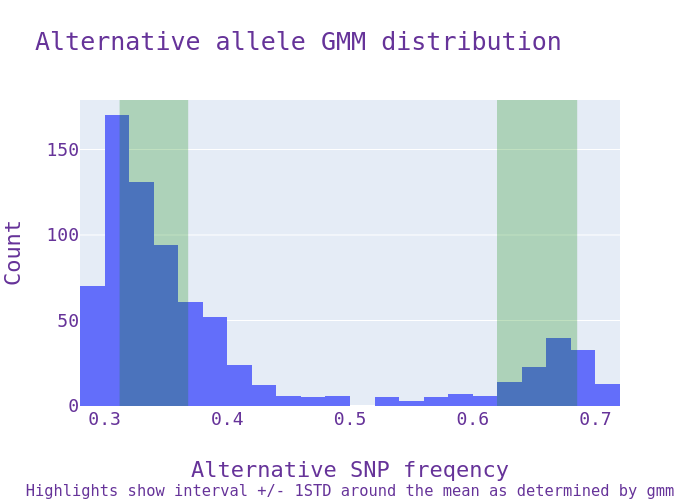 Alternative allele GMM distribution
Count
150
100
50
0
0.3 0.4 0.5 0.6 0.7
Alternative SNP freqency
Highlights show interval +/- 1STD around the mean as determined by gmm